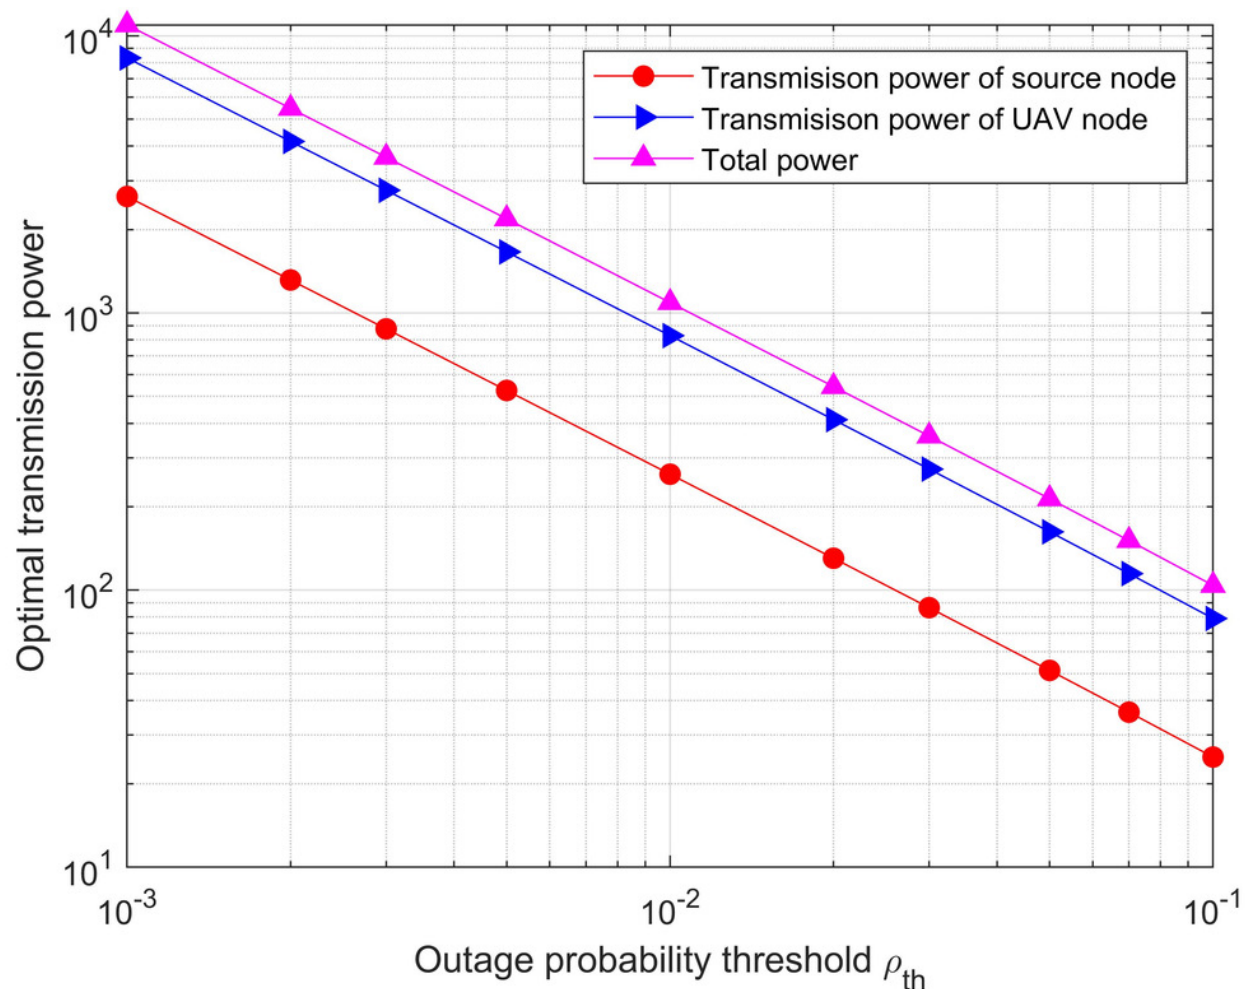 10^4
10^3
10^2
10^1
10^-3
10^-2
10^-1
Optimal transmission power
Outage probability threshold ρ_th
Transmisison power of source node
Transmisison power of UAV node
Total power